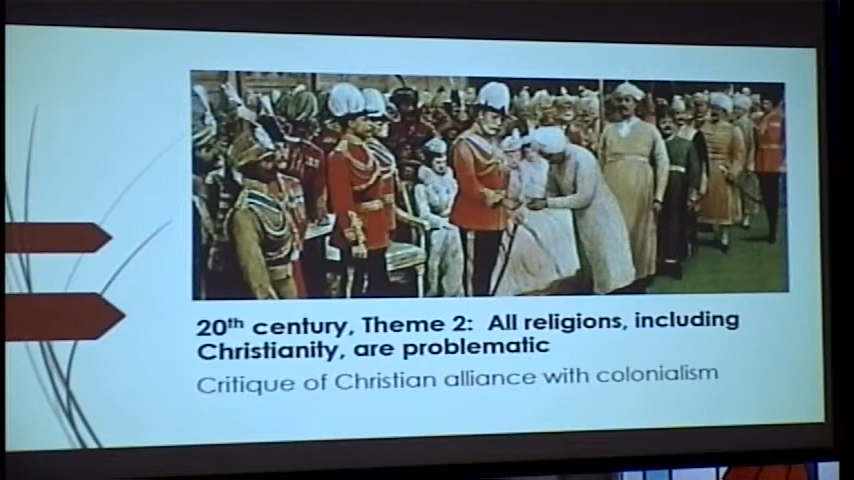 20th century, Theme 2: All religions, including
Christianity, are problematic
Critique of Christian alliance with colonialism